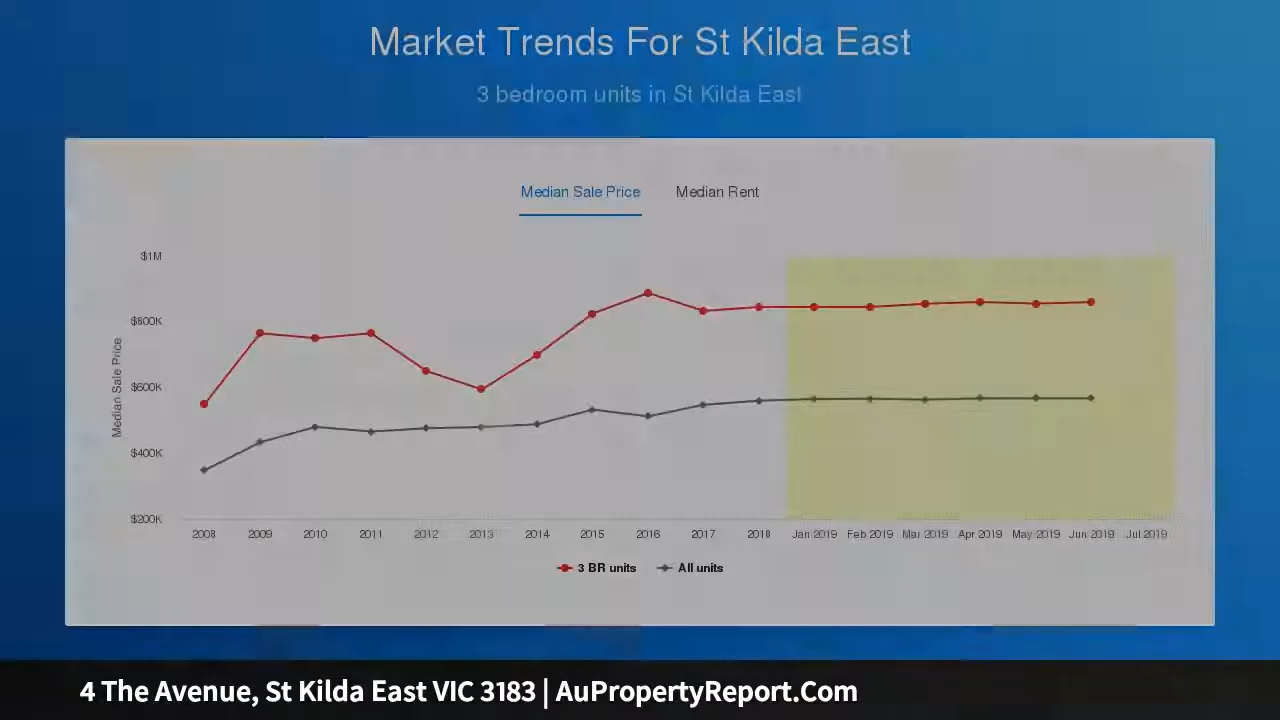 Market Trends For St Kilda East
3 bedroom units in St Kilda East
Median Sale Price Median Rent
$1M
$800K
$600K
$400K
$200K
Median Sale Price
2008 2009 2010 2011 2012 2013 2014 2015 2016 2017 2018 Jan 2019 Feb 2019 Mar 2019 Apr 2019 May 2019 Jun 2019 Jul 2019
3 BR units All units
4 The Avenue, St Kilda East VIC 3183 | AuPropertyReport.Com